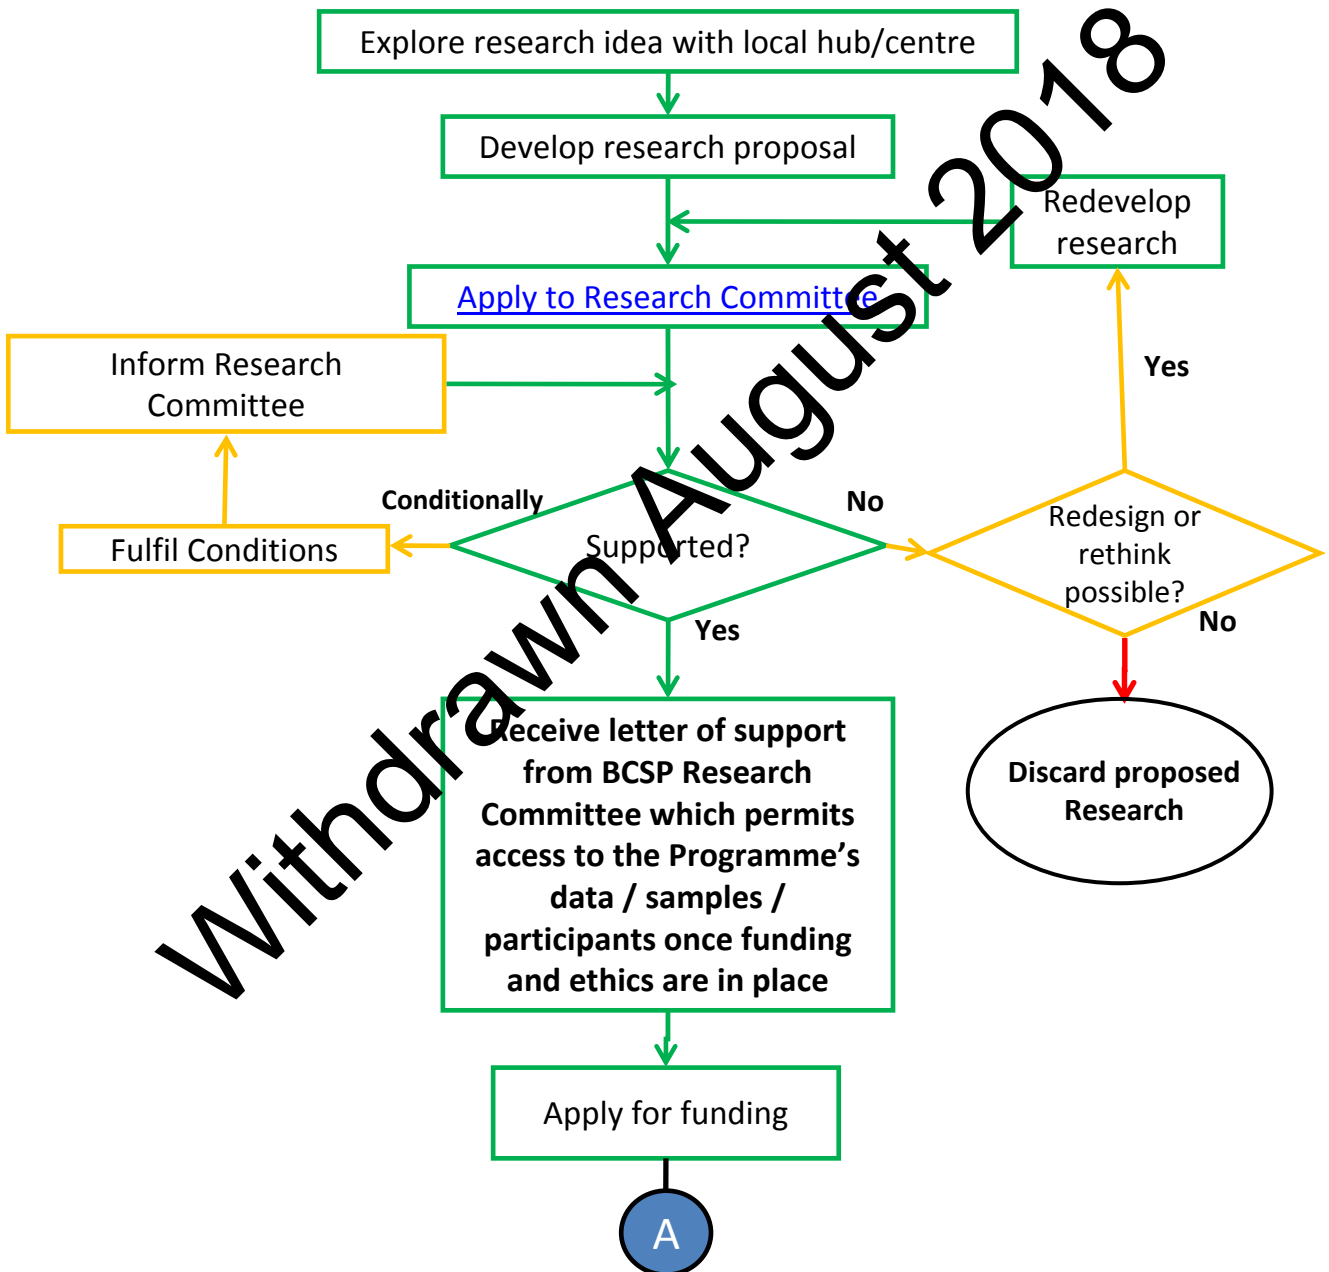 Explore research idea with local hub/centre
Develop research proposal
Redevelop
research
Apply to Research Committee
Inform Research
Committee
Yes
Conditionally
No
Fulfil Conditions
Supported?
Redesign or
rethink
possible?
Yes
No
Receive letter of support
from BCSP Research
Committee which permits
access to the Programme’s
data / samples /
participants once funding
and ethics are in place
Discard proposed
Research
Apply for funding
A
Withdrawn August 2018